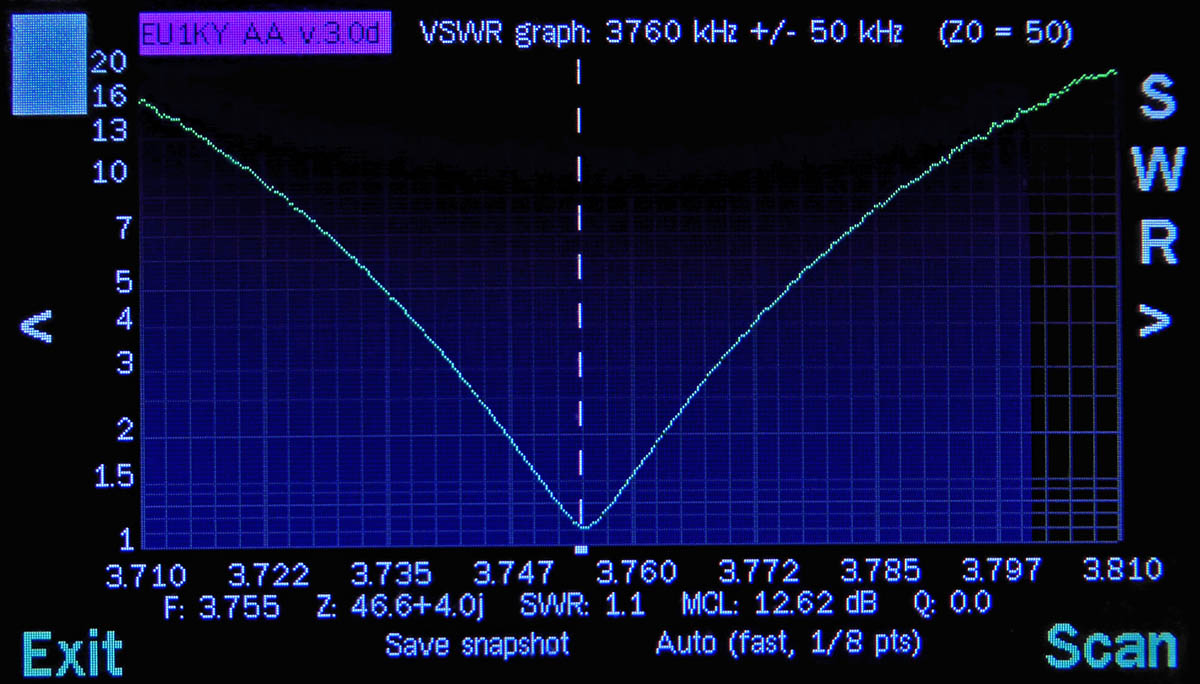 EU1KY AA v.3.0d VSWR graph: 3760 kHz +/- 50 kHz (Z0 = 50)
20
16
13
10
7
5
4
3
2
1.5
1
S
W
R
<
>
3.710 3.722 3.735 3.747 3.760 3.772 3.785 3.797 3.810
F: 3.755 Z: 46.6+4.0j SWR: 1.1 MCL: 12.62 dB Q: 0.0
Exit Save snapshot Auto (fast, 1/8 pts) Scan